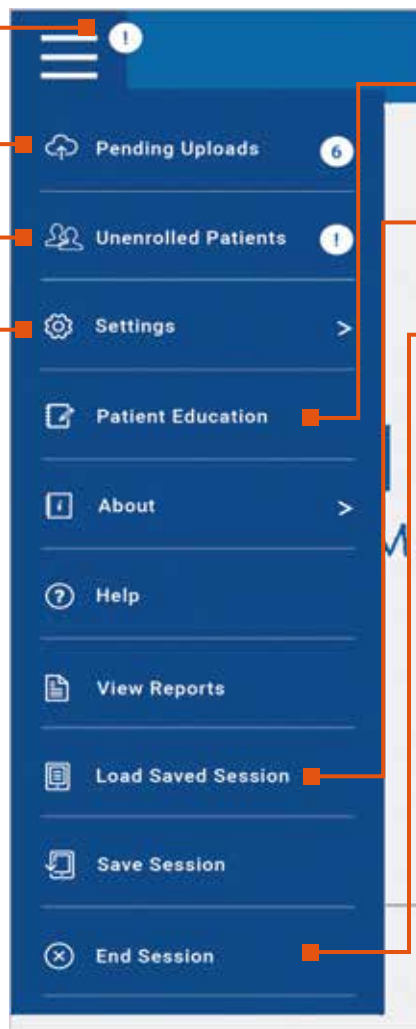 !
Pending Uploads 6
Unenrolled Patients !
Settings >
Patient Education
i About >
? Help
View Reports
Load Saved Session
Save Session
End Session
M